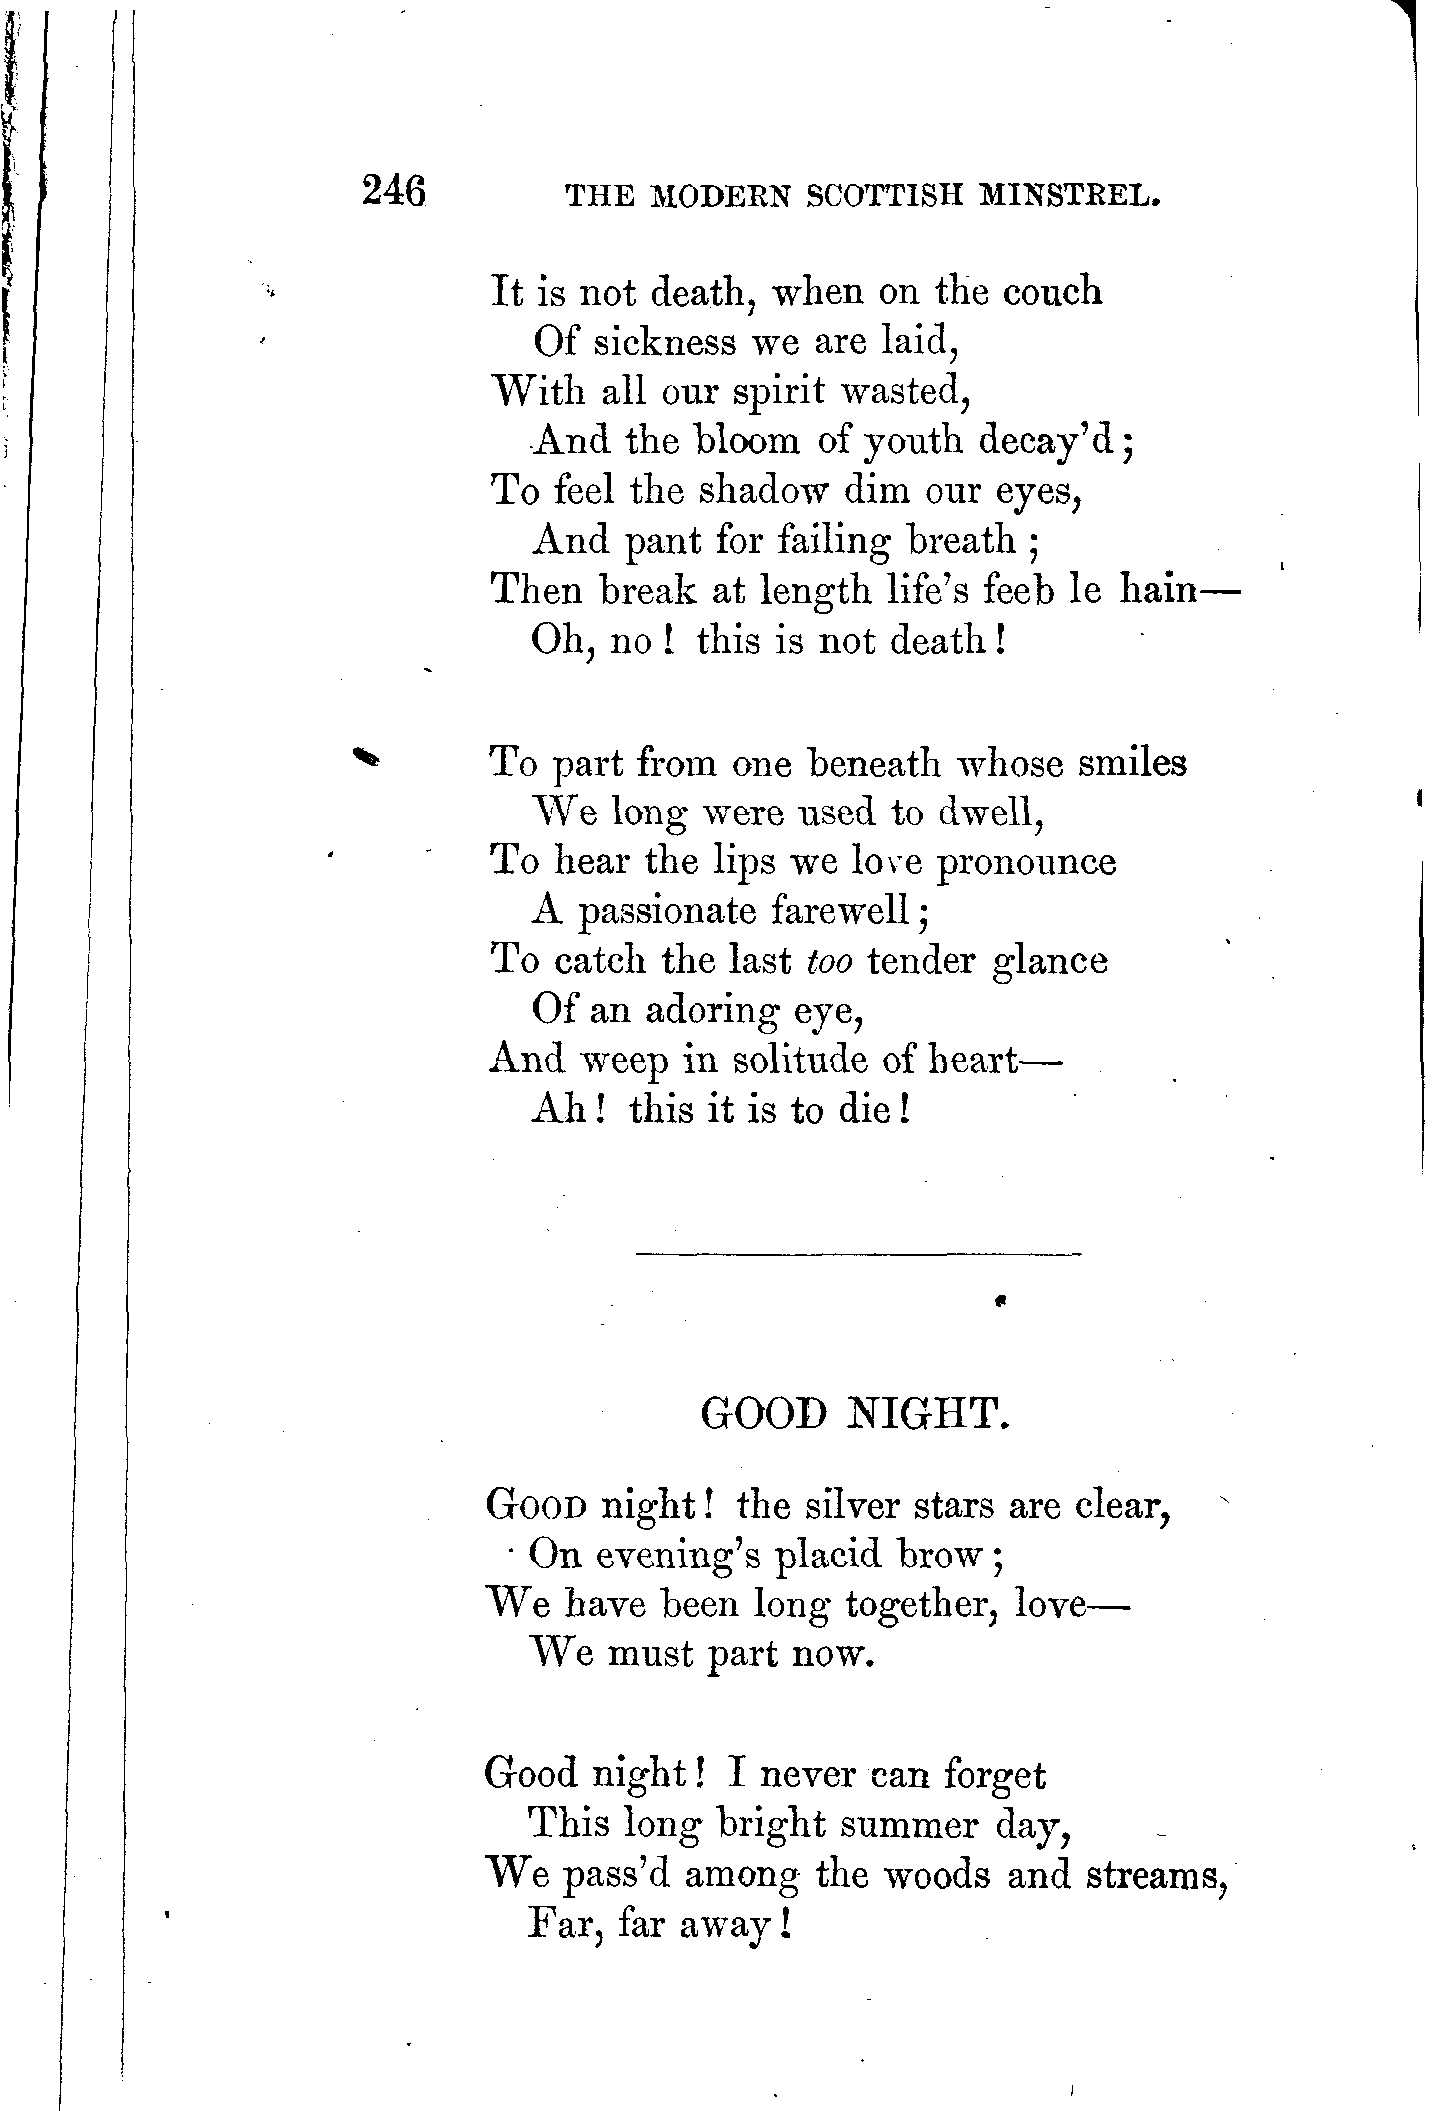 246 THE MODERN SCOTTISH MINSTREL.
It is not death, when on the couch
Of sickness we are laid,
With all our spirit wasted,
And the bloom of youth decay'd;
To feel the shadow dim our eyes,
And pant for failing breath;
Then break at length life's feeb le hain—
Oh, no! this is not death!
To part from one beneath whose smiles
We long were used to dwell,
To hear the lips we love pronounce
A passionate farewell;
To catch the last too tender glance
Of an adoring eye,
And weep in solitude of heart—
Ah! this it is to die!
GOOD NIGHT.
GOOD night! the silver stars are clear,
On evening's placid brow;
We have been long together, love—
We must part now.
Good night! I never can forget
This long bright summer day,
We pass'd among the woods and streams,
Far, far away!